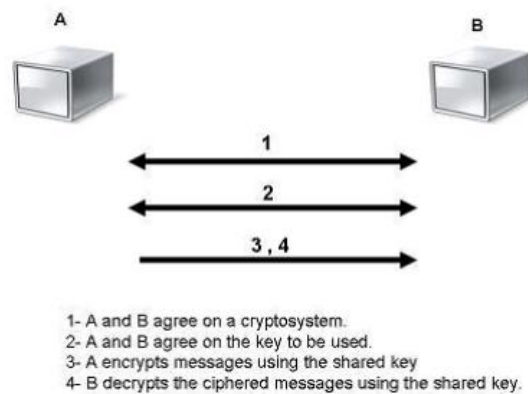 A
B
1
2
3 , 4
1- A and B agree on a cryptosystem.
2- A and B agree on the key to be used.
3- A encrypts messages using the shared key
4- B decrypts the ciphered messages using the shared key.